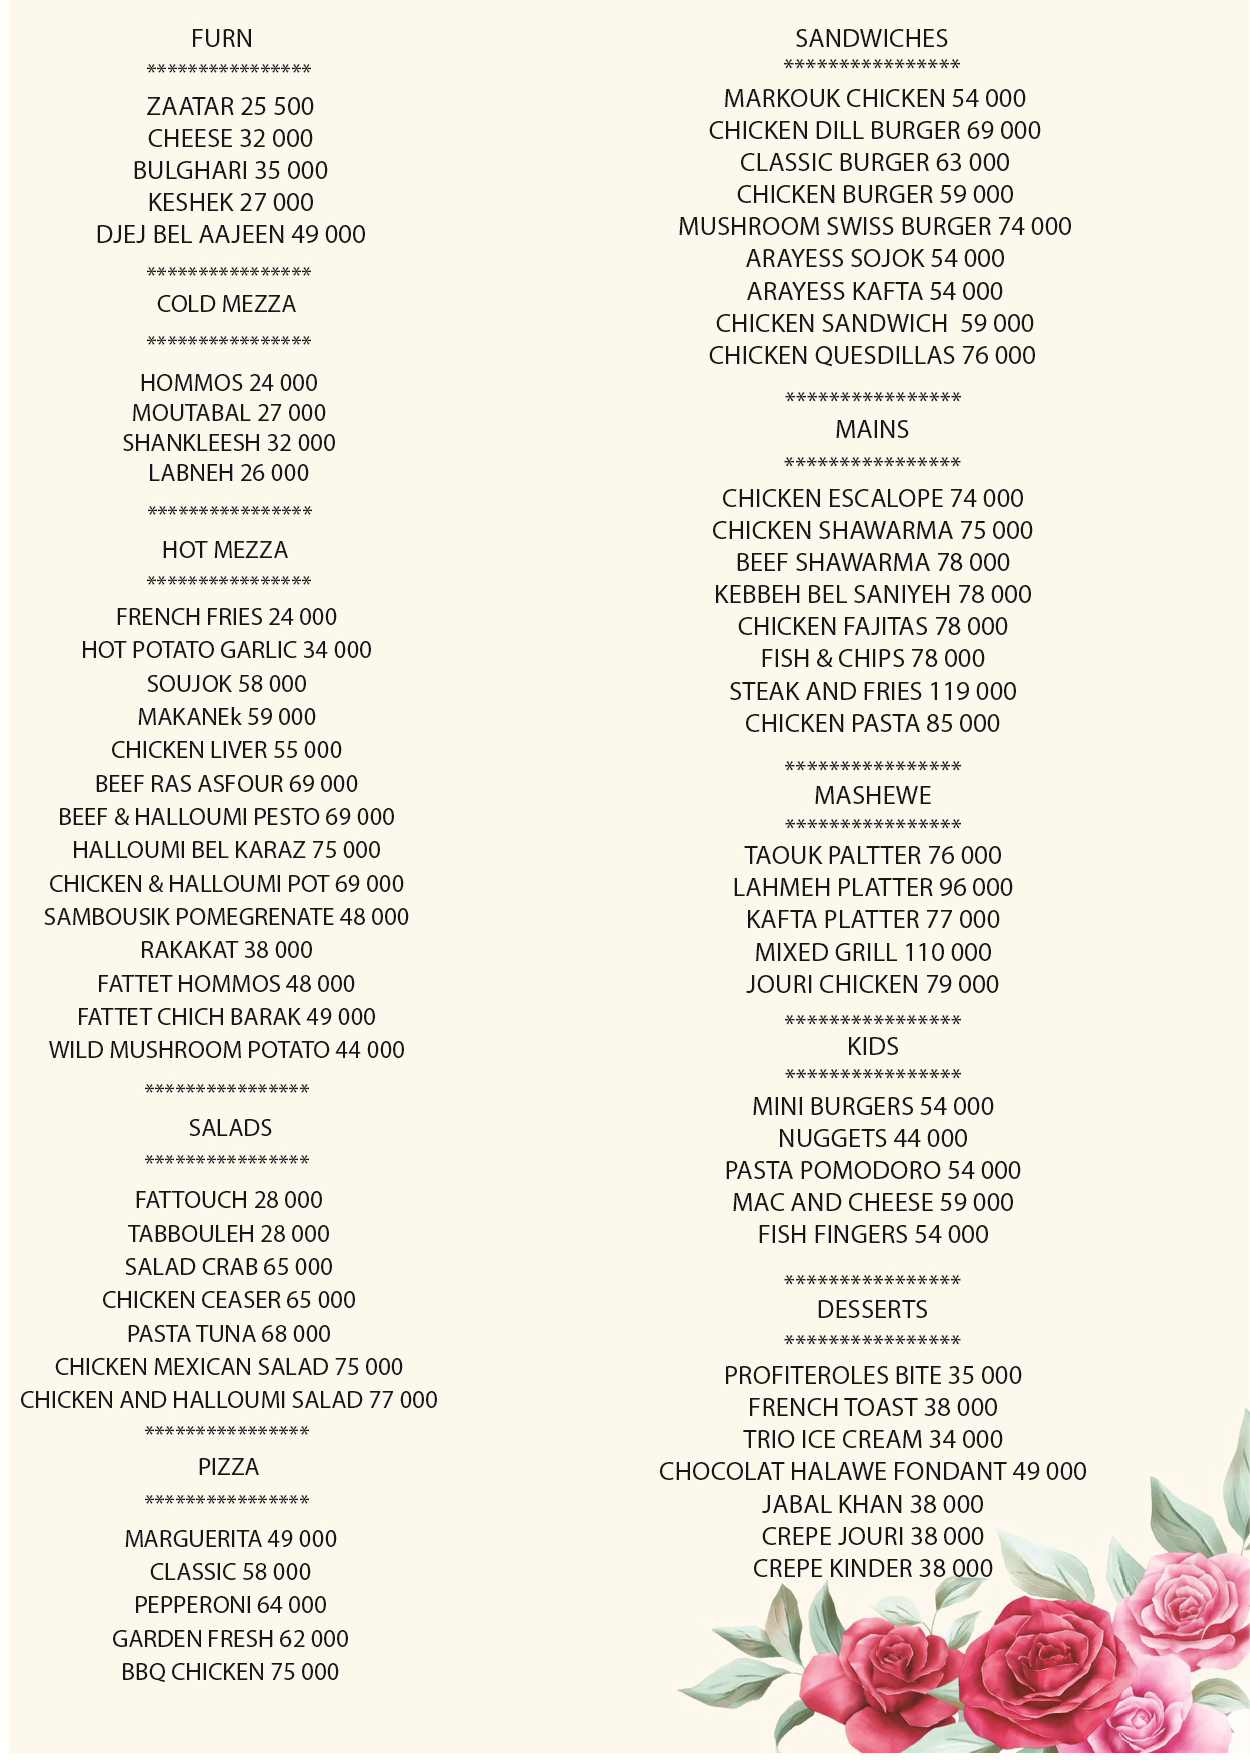 FURN
****************
ZAATAR 25 500
CHEESE 32 000
BULGHARI 35 000
KESHEK 27 000
DJEJ BEL AAJEEN 49 000
****************
COLD MEZZA
****************
HOMMOS 24 000
MOUTABAL 27 000
SHANKLEESH 32 000
LABNEH 26 000
****************
HOT MEZZA
****************
FRENCH FRIES 24 000
HOT POTATO GARLIC 34 000
SOUJOK 58 000
MAKANEk 59 000
CHICKEN LIVER 55 000
BEEF RAS ASFOUR 69 000
BEEF & HALLOUMI PESTO 69 000
HALLOUMI BEL KARAZ 75 000
CHICKEN & HALLOUMI POT 69 000
SAMBOUSIK POMEGRENATE 48 000
RAKAKAT 38 000
FATTET HOMMOS 48 000
FATTET CHICH BARAK 49 000
WILD MUSHROOM POTATO 44 000
****************
SALADS
****************
FATTOUCH 28 000
TABBOULEH 28 000
SALAD CRAB 65 000
CHICKEN CEASER 65 000
PASTA TUNA 68 000
CHICKEN MEXICAN SALAD 75 000
CHICKEN AND HALLOUMI SALAD 77 000
****************
PIZZA
****************
MARGUERITA 49 000
CLASSIC 58 000
PEPPERONI 64 000
GARDEN FRESH 62 000
BBQ CHICKEN 75 000
SANDWICHES
****************
MARKOUK CHICKEN 54 000
CHICKEN DILL BURGER 69 000
CLASSIC BURGER 63 000
CHICKEN BURGER 59 000
MUSHROOM SWISS BURGER 74 000
ARAYESS SOJOK 54 000
ARAYESS KAFTA 54 000
CHICKEN SANDWICH  59 000
CHICKEN QUESDILLAS 76 000
****************
MAINS
****************
CHICKEN ESCALOPE 74 000
CHICKEN SHAWARMA 75 000
BEEF SHAWARMA 78 000
KEBBEH BEL SANIYEH 78 000
CHICKEN FAJITAS 78 000
FISH & CHIPS 78 000
STEAK AND FRIES 119 000
CHICKEN PASTA 85 000
****************
MASHEWE
****************
TAOUK PALTTER 76 000
LAHMEH PLATTER 96 000
KAFTA PLATTER 77 000
MIXED GRILL 110 000
JOURI CHICKEN 79 000
****************
KIDS
****************
MINI BURGERS 54 000
NUGGETS 44 000
PASTA POMODORO 54 000
MAC AND CHEESE 59 000
FISH FINGERS 54 000
****************
DESSERTS
****************
PROFITEROLES BITE 35 000
FRENCH TOAST 38 000
TRIO ICE CREAM 34 000
CHOCOLAT HALAWE FONDANT 49 000
JABAL KHAN 38 000
CREPE JOURI 38 000
CREPE KINDER 38 000